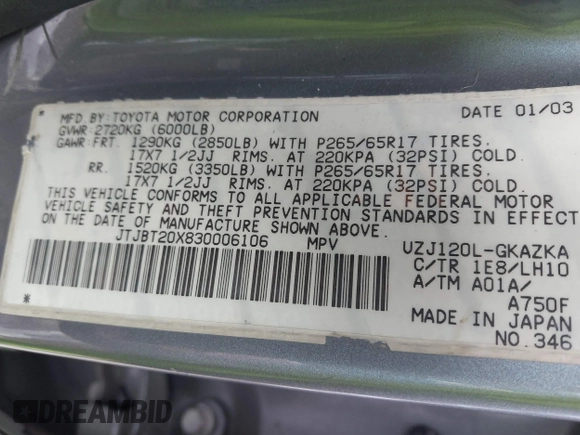 MFD.BY:TOYOTA MOTOR CORPORATION DATE 01/03
GVWR:2720KG (6000LB)
GAWR:FRT. 1290KG (2850LB) WITH P265/65R17 TIRES.
17X7 1/2JJ RIMS. AT 220KPA (32PSI) COLD.
RR. 1520KG (3350LB) WITH P265/65R17 TIRES.
17X7 1/2JJ RIMS. AT 220KPA (32PSI) COLD.
THIS VEHICLE CONFORMS TO ALL APPLICABLE FEDERAL MOTOR
VEHICLE SAFETY AND THEFT PREVENTION STANDARDS IN EFFECT
ON THE DATE OF MANUFACTURE SHOWN ABOVE.
JTJBT20X830006106 MPV
VZJ120L-GKAZKA
C/TR 1E8/LH10
A/TM A01A/
A750F
MADE IN JAPAN
NO.346
DREAMBID